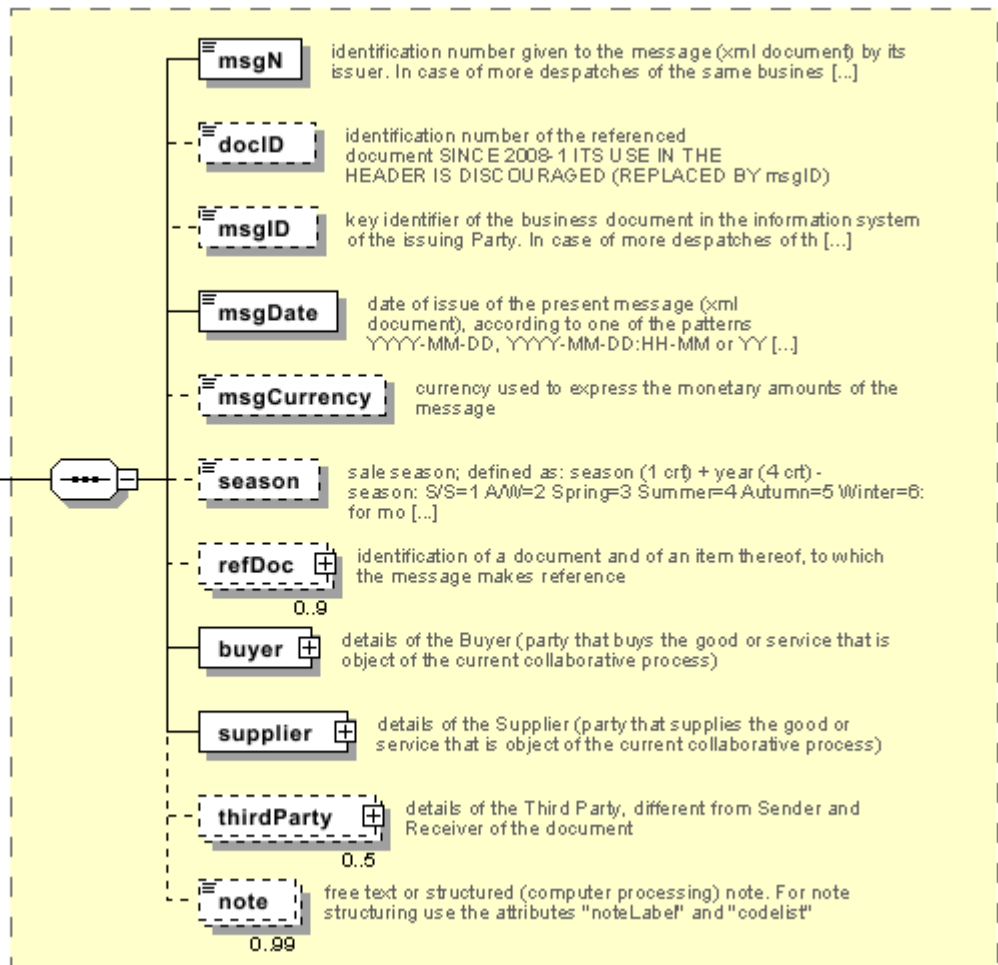 msgN
identification number given to the message (xml document) by its
issuer. In case of more despatches of the same busines [...]
docID
identification number of the referenced
document SINCE 2008-1 ITS USE IN THE
HEADER IS DISCOURAGED (REPLACED BY msgID)
msgID
key identifier of the business document in the information system
of the issuing Party. In case of more despatches of th [...]
msgDate
date of issue of the present message (xml
document), according to one of the patterns
YYYY-MM-DD, YYYY-MM-DD:HH-MM or YY [...]
msgCurrency
currency used to express the monetary amounts of the
message
season
sale season; defined as: season (1 crt) + year (4 crt) -
season: S/S=1 A/W=2 Spring=3 Summer=4 Autumn=5 Winter=6:
for mo [...]
refDoc
identification of a document and of an item thereof, to which
the message makes reference
0..9
buyer
details of the Buyer (party that buys the good or service that is
object of the current collaborative process)
supplier
details of the Supplier (party that supplies the good or
service that is object of the current collaborative process)
thirdParty
details of the Third Party, different from Sender and
Receiver of the document
0..5
note
free text or structured (computer processing) note. For note
structuring use the attributes "noteLabel" and "codelist"
0..99